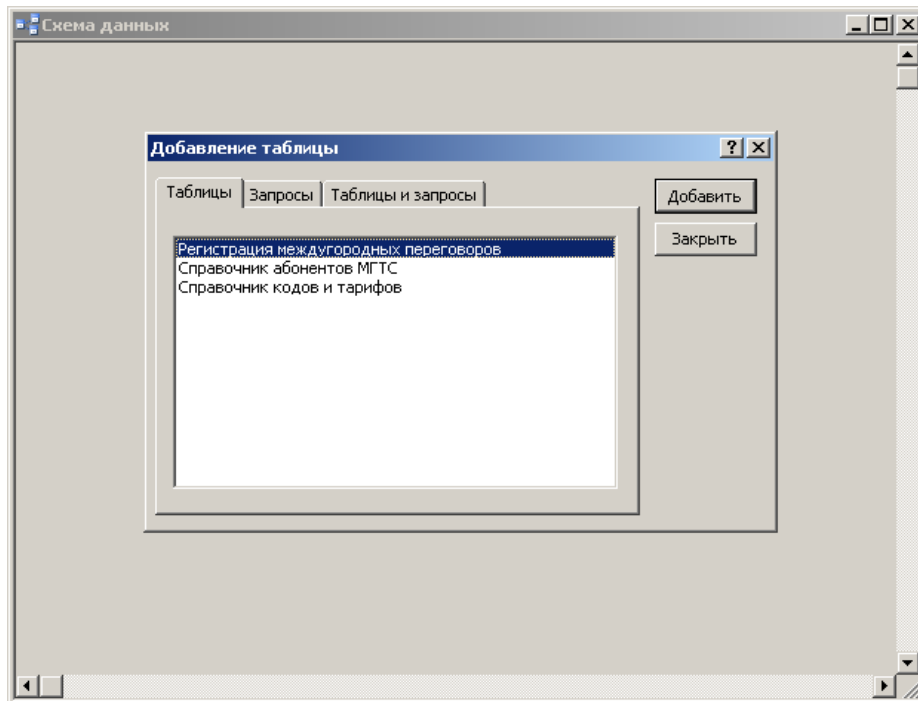 Схема данных
Добавление таблицы
Таблицы Запросы Таблицы и запросы
Добавить
Закрыть
Регистрация междугородных переговоров
Справочник абонентов МГТС
Справочник кодов и тарифов